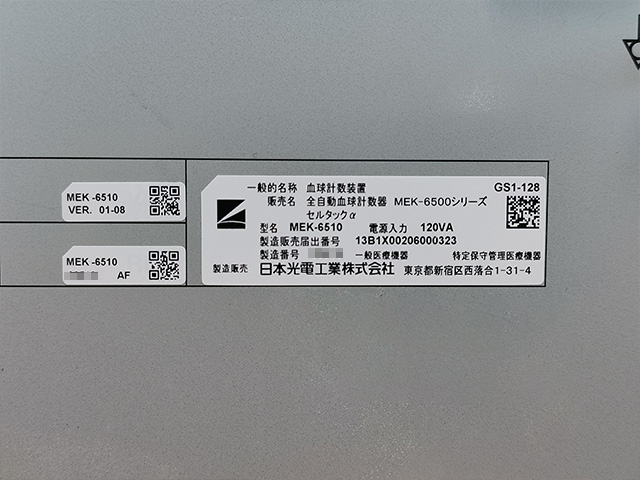 MEK-6510
VER. 01-08
MEK-6510
AF
一般的名称 血球計数装置 GS1-128
販売名 全自動血球計数器 MEK-6500シリーズ
セルタックα
型名 MEK-6510 電源入力 120VA
製造販売届出番号 13B1X00206000323
製造番号 一般医療機器 特定保守管理医療機器
製造販売 日本光電工業株式会社 東京都新宿区西落合1-31-4